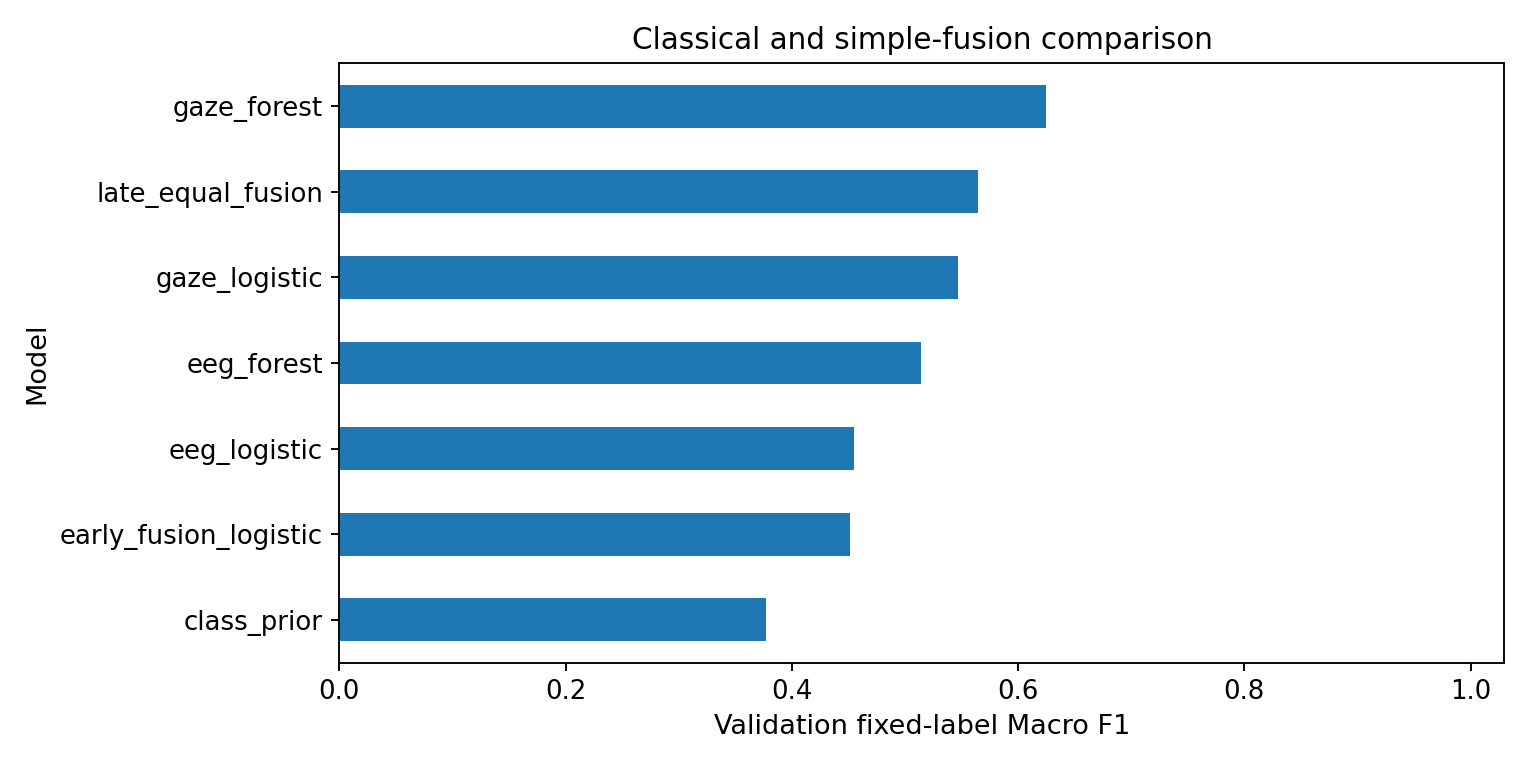 Classical and simple-fusion comparison
gaze_forest
late_equal_fusion
gaze_logistic
eeg_forest
eeg_logistic
early_fusion_logistic
class_prior
Model
0.0 0.2 0.4 0.6 0.8 1.0
Validation fixed-label Macro F1